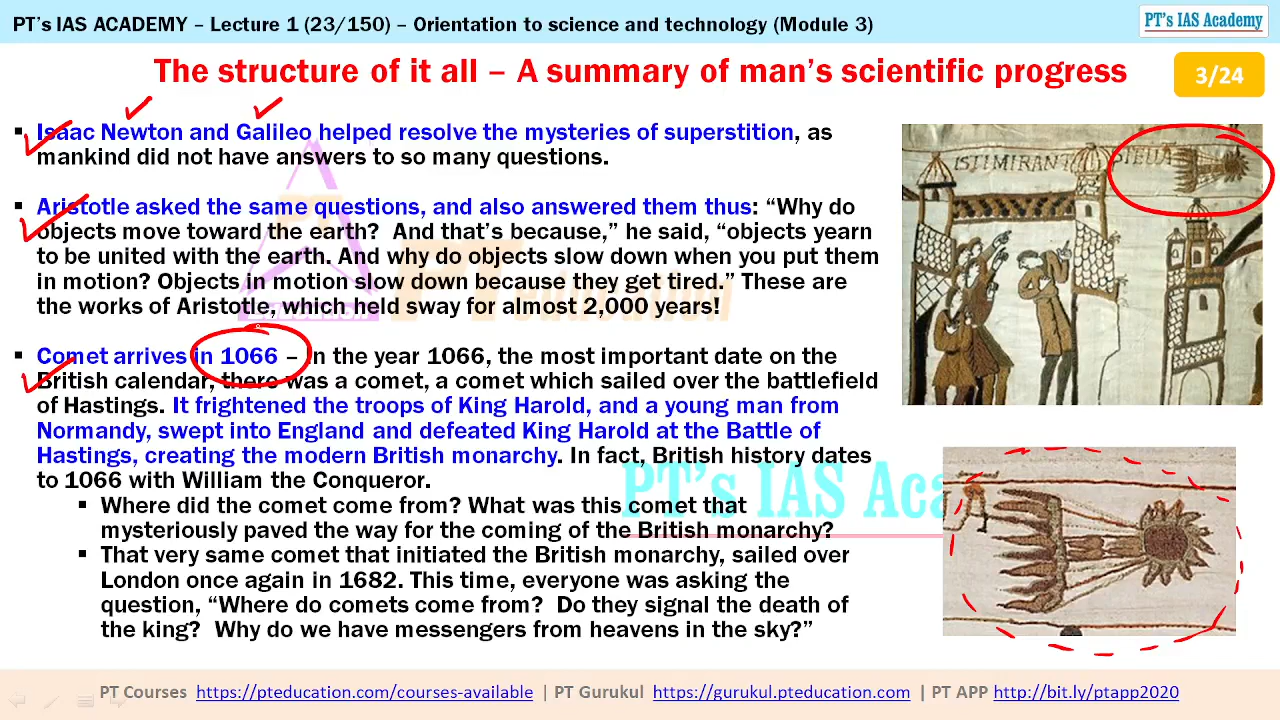 PT's IAS ACADEMY – Lecture 1 (23/150) – Orientation to science and technology (Module 3)
PT's IAS Academy
The structure of it all – A summary of man's scientific progress
3/24
▪ Isaac Newton and Galileo helped resolve the mysteries of superstition, as
mankind did not have answers to so many questions.
▪ Aristotle asked the same questions, and also answered them thus: “Why do
objects move toward the earth?  And that's because,” he said, “objects yearn
to be united with the earth. And why do objects slow down when you put them
in motion? Objects in motion slow down because they get tired.” These are
the works of Aristotle, which held sway for almost 2,000 years!
▪ Comet arrives in 1066 – In the year 1066, the most important date on the
British calendar, there was a comet, a comet which sailed over the battlefield
of Hastings. It frightened the troops of King Harold, and a young man from
Normandy, swept into England and defeated King Harold at the Battle of
Hastings, creating the modern British monarchy. In fact, British history dates
to 1066 with William the Conqueror.
▪ Where did the comet come from? What was this comet that
mysteriously paved the way for the coming of the British monarchy?
▪ That very same comet that initiated the British monarchy, sailed over
London once again in 1682. This time, everyone was asking the
question, “Where do comets come from?  Do they signal the death of
the king?  Why do we have messengers from heavens in the sky?”
ISTI MIRANT STELLA
PT education
PT's IAS Aca
PT Courses  https://pteducation.com/courses-available | PT Gurukul  https://gurukul.pteducation.com | PT APP http://bit.ly/ptapp2020